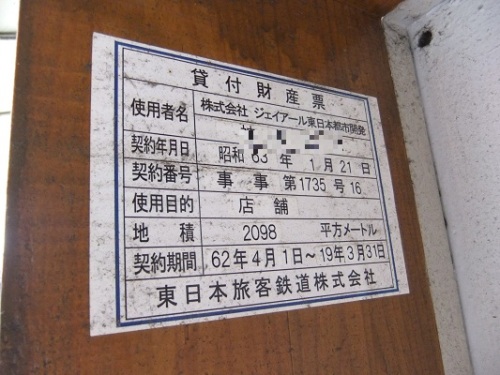 貸付財産票
使用者名 株式会社 ジェイアール東日本都市開発
契約年月日 昭和 63 年 1 月 21 日
契約番号 事 事 第1735 号 16
使用目的 店 舗
地積 2098 平方メートル
契約期間 62年4月1日〜19年3月31日
東日本旅客鉄道株式会社